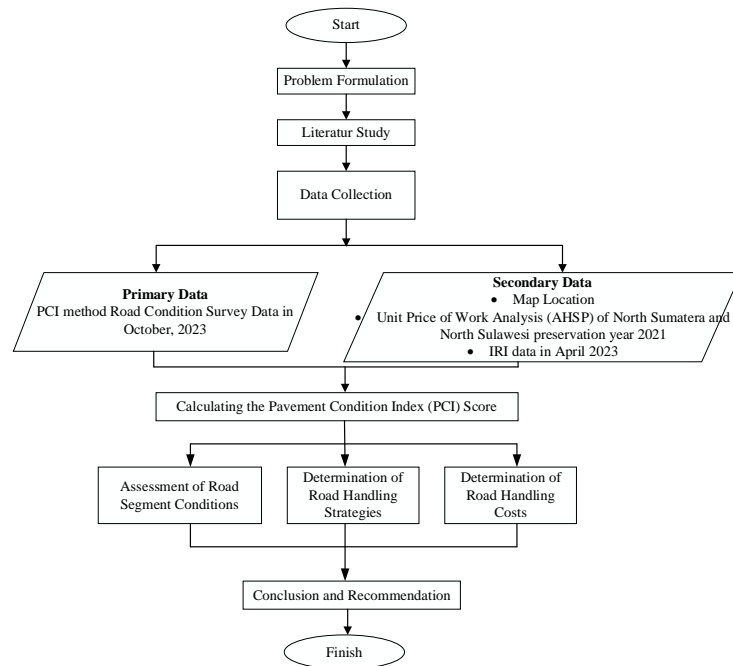 Start
Problem Formulation
Literatur Study
Data Collection
Primary Data
PCI method Road Condition Survey Data in
October, 2023
Secondary Data
• Map Location
• Unit Price of Work Analysis (AHSP) of North Sumatera and
North Sulawesi preservation year 2021
• IRI data in April 2023
Calculating the Pavement Condition Index (PCI) Score
Assessment of Road
Segment Conditions
Determination of
Road Handling
Strategies
Determination of
Road Handling
Costs
Conclusion and Recommendation
Finish